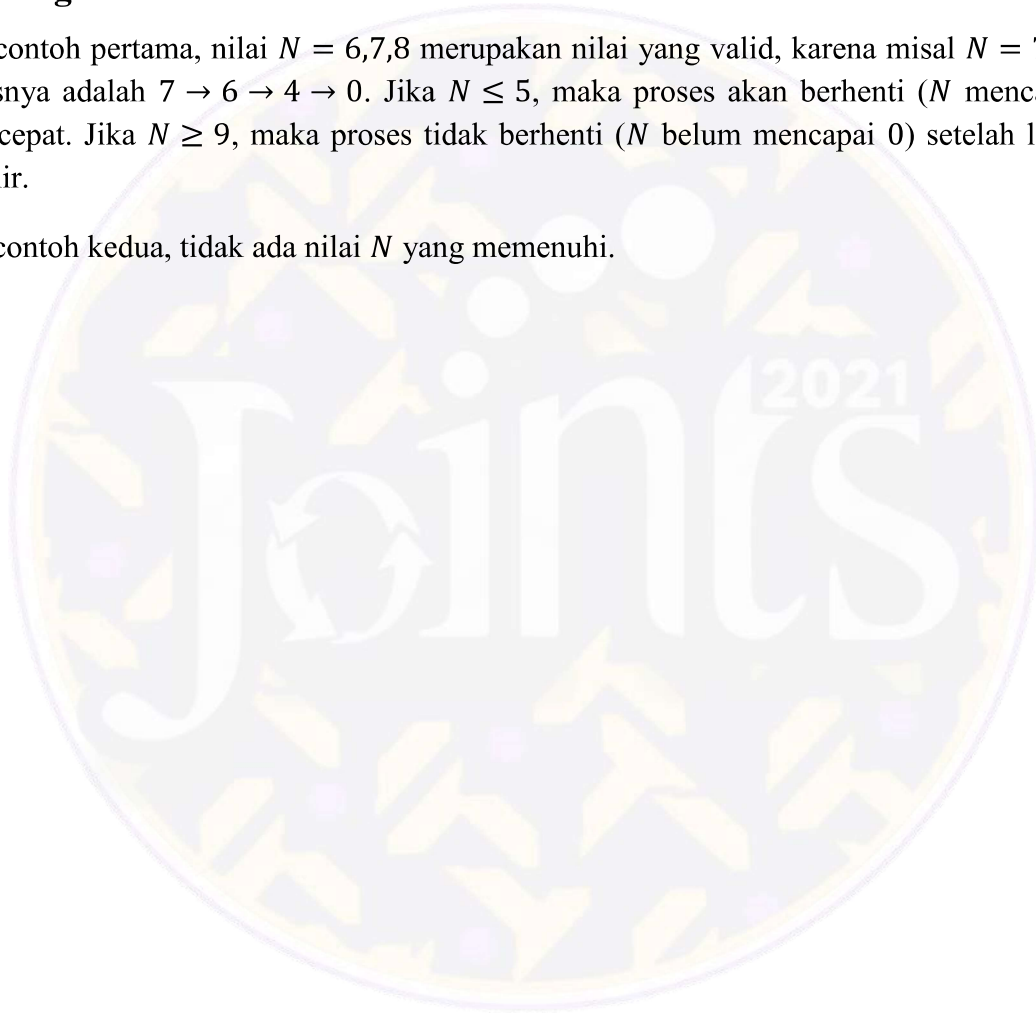 contoh pertama, nilai N = 6,7,8 merupakan nilai yang valid, karena misal N =
snya adalah 7 → 6 → 4 → 0. Jika N ≤ 5, maka proses akan berhenti (N menca
cepat. Jika N ≥ 9, maka proses tidak berhenti (N belum mencapai 0) setelah l
ir.
contoh kedua, tidak ada nilai N yang memenuhi.
2021
Joints